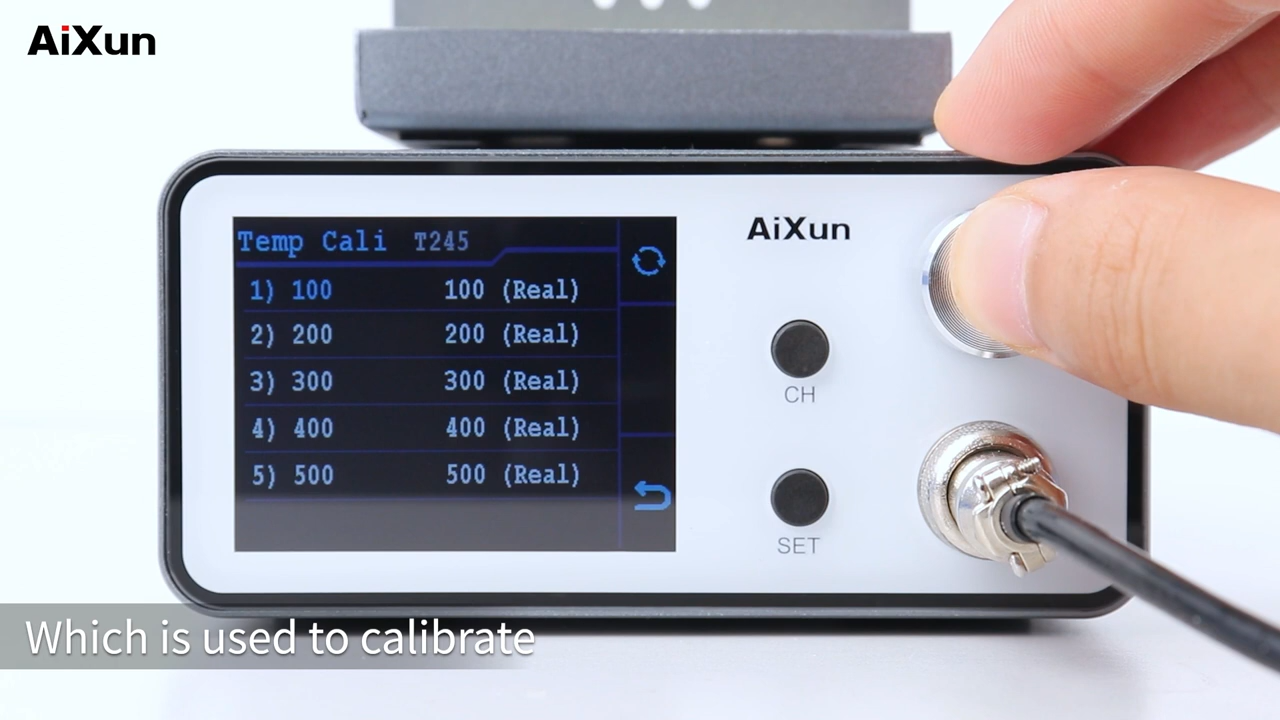 AiXun
AiXun
Temp Cali T245
1) 100 100 (Real)
2) 200 200 (Real)
3) 300 300 (Real)
4) 400 400 (Real)
5) 500 500 (Real)
CH
SET
Which is used to calibrate